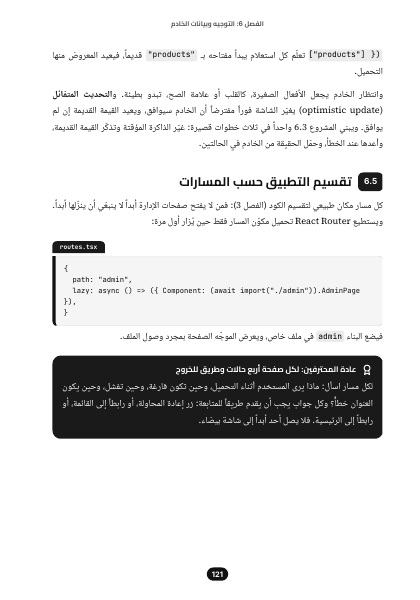 الفصل 6: التوجيه وبيانات الخادم
["products"] }) تعلّم كل استعلام يبدأ مفتاحه بـ "products" قديماً، فيعيد المعروض منها
التحميل.
وانتظار الخادم يجعل الأفعال الصغيرة، كالقلب أو علامة الصح، تبدو بطيئة. والتحديث المتفائل
(optimistic update) يغيّر الشاشة فوراً مفترضاً أن الخادم سيوافق، ويعيد القيمة القديمة إن لم
يوافق. ويبني المشروع 6.3 واحداً في ثلاث خطوات قصيرة: غيّر الذاكرة المؤقتة وتذكّر القيمة القديمة،
وأعدها عند الخطأ، وحمّل الحقيقة من الخادم في الحالتين.
6.5 تقسيم التطبيق حسب المسارات
كل مسار مكان طبيعي لتقسيم الكود (الفصل 3): فمن لا يفتح صفحات الإدارة أبداً لا ينبغي أن ينزّلها أبداً.
ويستطيع React Router تحميل مكوّن المسار فقط حين يُزار أول مرة:
routes.tsx
{
path: "admin",
lazy: async () => ({ Component: (await import("./admin")).AdminPage
}),
}
فيضع البناء admin في ملف خاص، ويعرض الموجّه الصفحة بمجرد وصول الملف.
عادة المحترفين: لكل صفحة أربع حالات وطريق للخروج
لكل مسار اسأل: ماذا يرى المستخدم أثناء التحميل، وحين تكون فارغة، وحين تفشل، وحين يكون
العنوان خطأً؟ وكل جواب يجب أن يقدم طريقاً للمتابعة: زر إعادة المحاولة، أو رابطاً إلى القائمة، أو
رابطاً إلى الرئيسية. فلا يصل أحد أبداً إلى شاشة بيضاء.
121